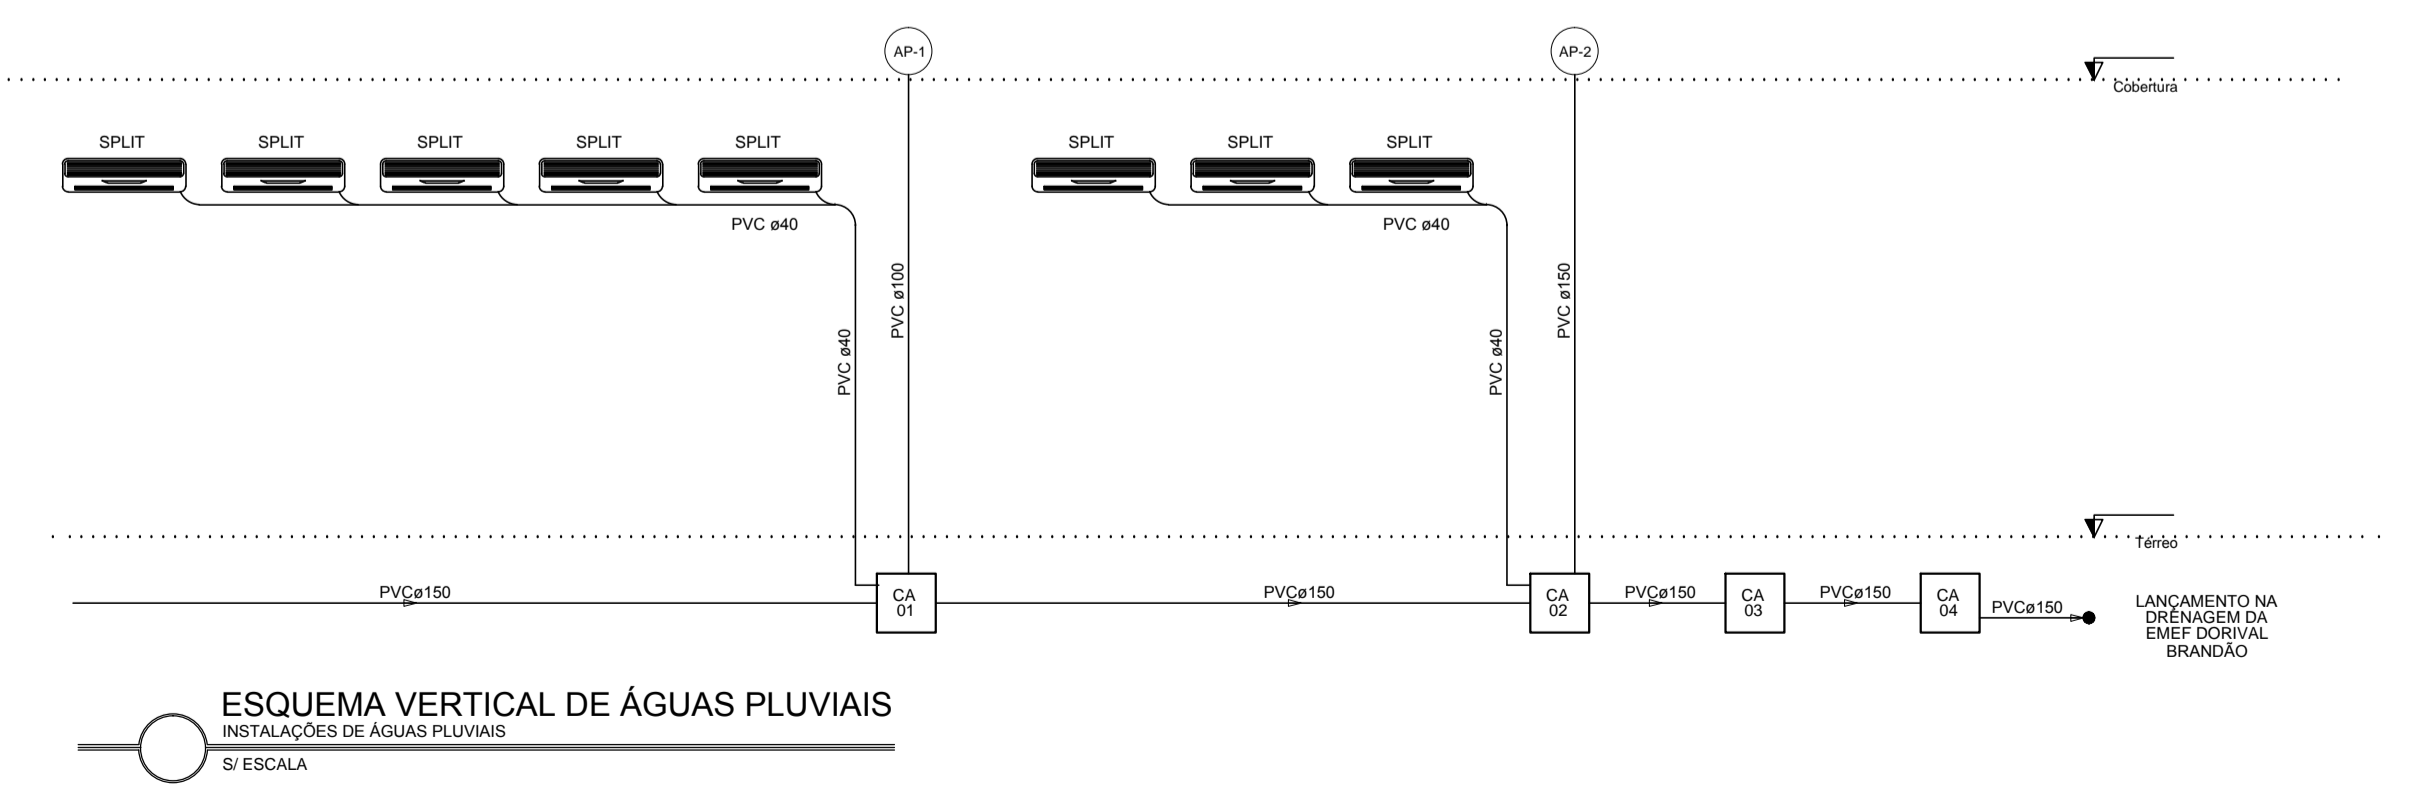 AP-1
AP-2
Cobertura
SPLIT
SPLIT
SPLIT
SPLIT
SPLIT
SPLIT
SPLIT
SPLIT
PVC ø40
PVC ø40
PVC ø100
PVC ø150
PVC ø40
PVC ø40
Térreo
PVCø150
CA
01
PVCø150
CA
02
PVCø150
CA
03
PVCø150
CA
04
PVCø150
LANÇAMENTO NA
DRENAGEM DA
EMEF DORIVAL
BRANDÃO
ESQUEMA VERTICAL DE ÁGUAS PLUVIAIS
INSTALAÇÕES DE ÁGUAS PLUVIAIS
S/ ESCALA